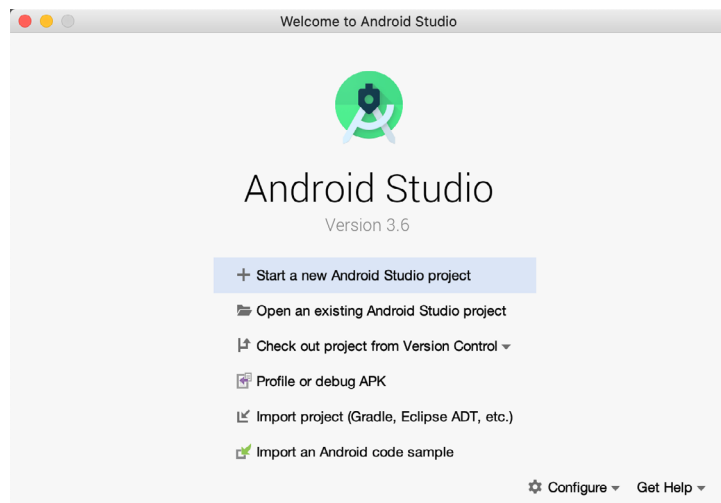 Welcome to Android Studio
Android Studio
Version 3.6
Start a new Android Studio project
Open an existing Android Studio project
Check out project from Version Control
Profile or debug APK
Import project (Gradle, Eclipse ADT, etc.)
Import an Android code sample
Configure Get Help